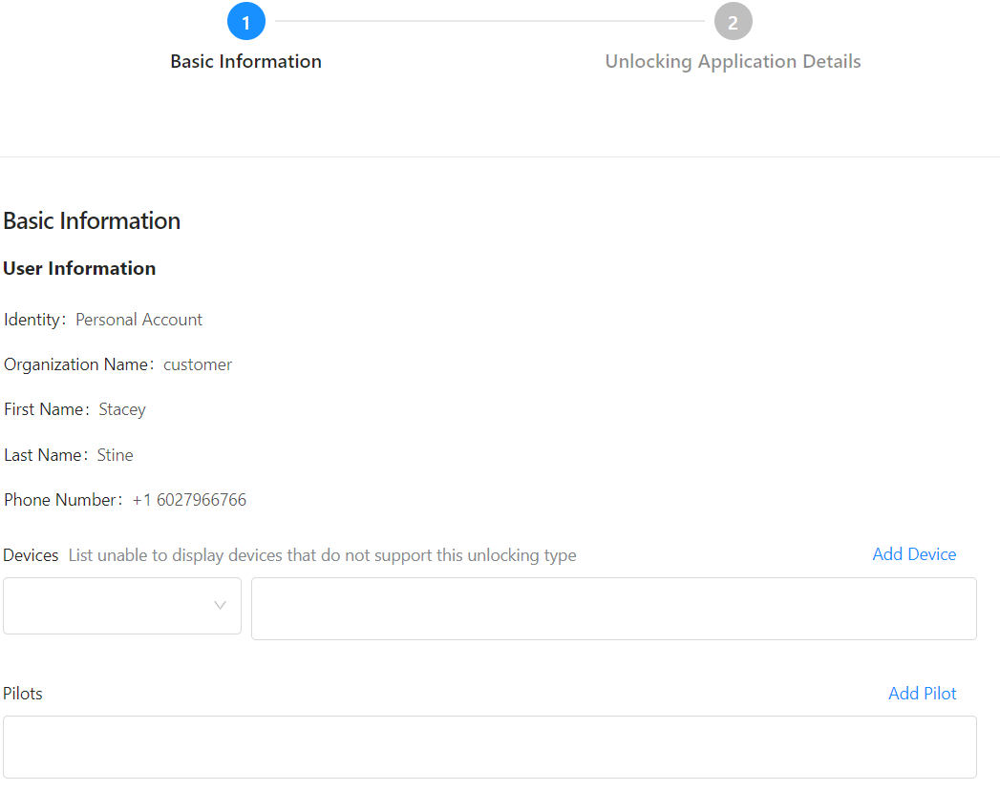 1
2
Basic Information
Unlocking Application Details
Basic Information
User Information
Identity: Personal Account
Organization Name: customer
First Name: Stacey
Last Name: Stine
Phone Number: +1 6027966766
Devices List unable to display devices that do not support this unlocking type Add Device
Pilots Add Pilot